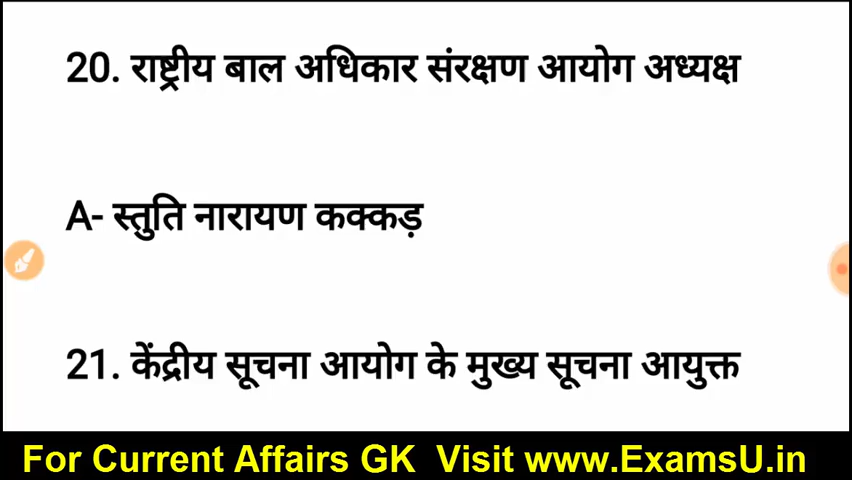 20. राष्ट्रीय बाल अधिकार संरक्षण आयोग अध्यक्ष
A- स्तुति नारायण कक्कड़
21. केंद्रीय सूचना आयोग के मुख्य सूचना आयुक्त
For Current Affairs GK Visit www.ExamsU.in